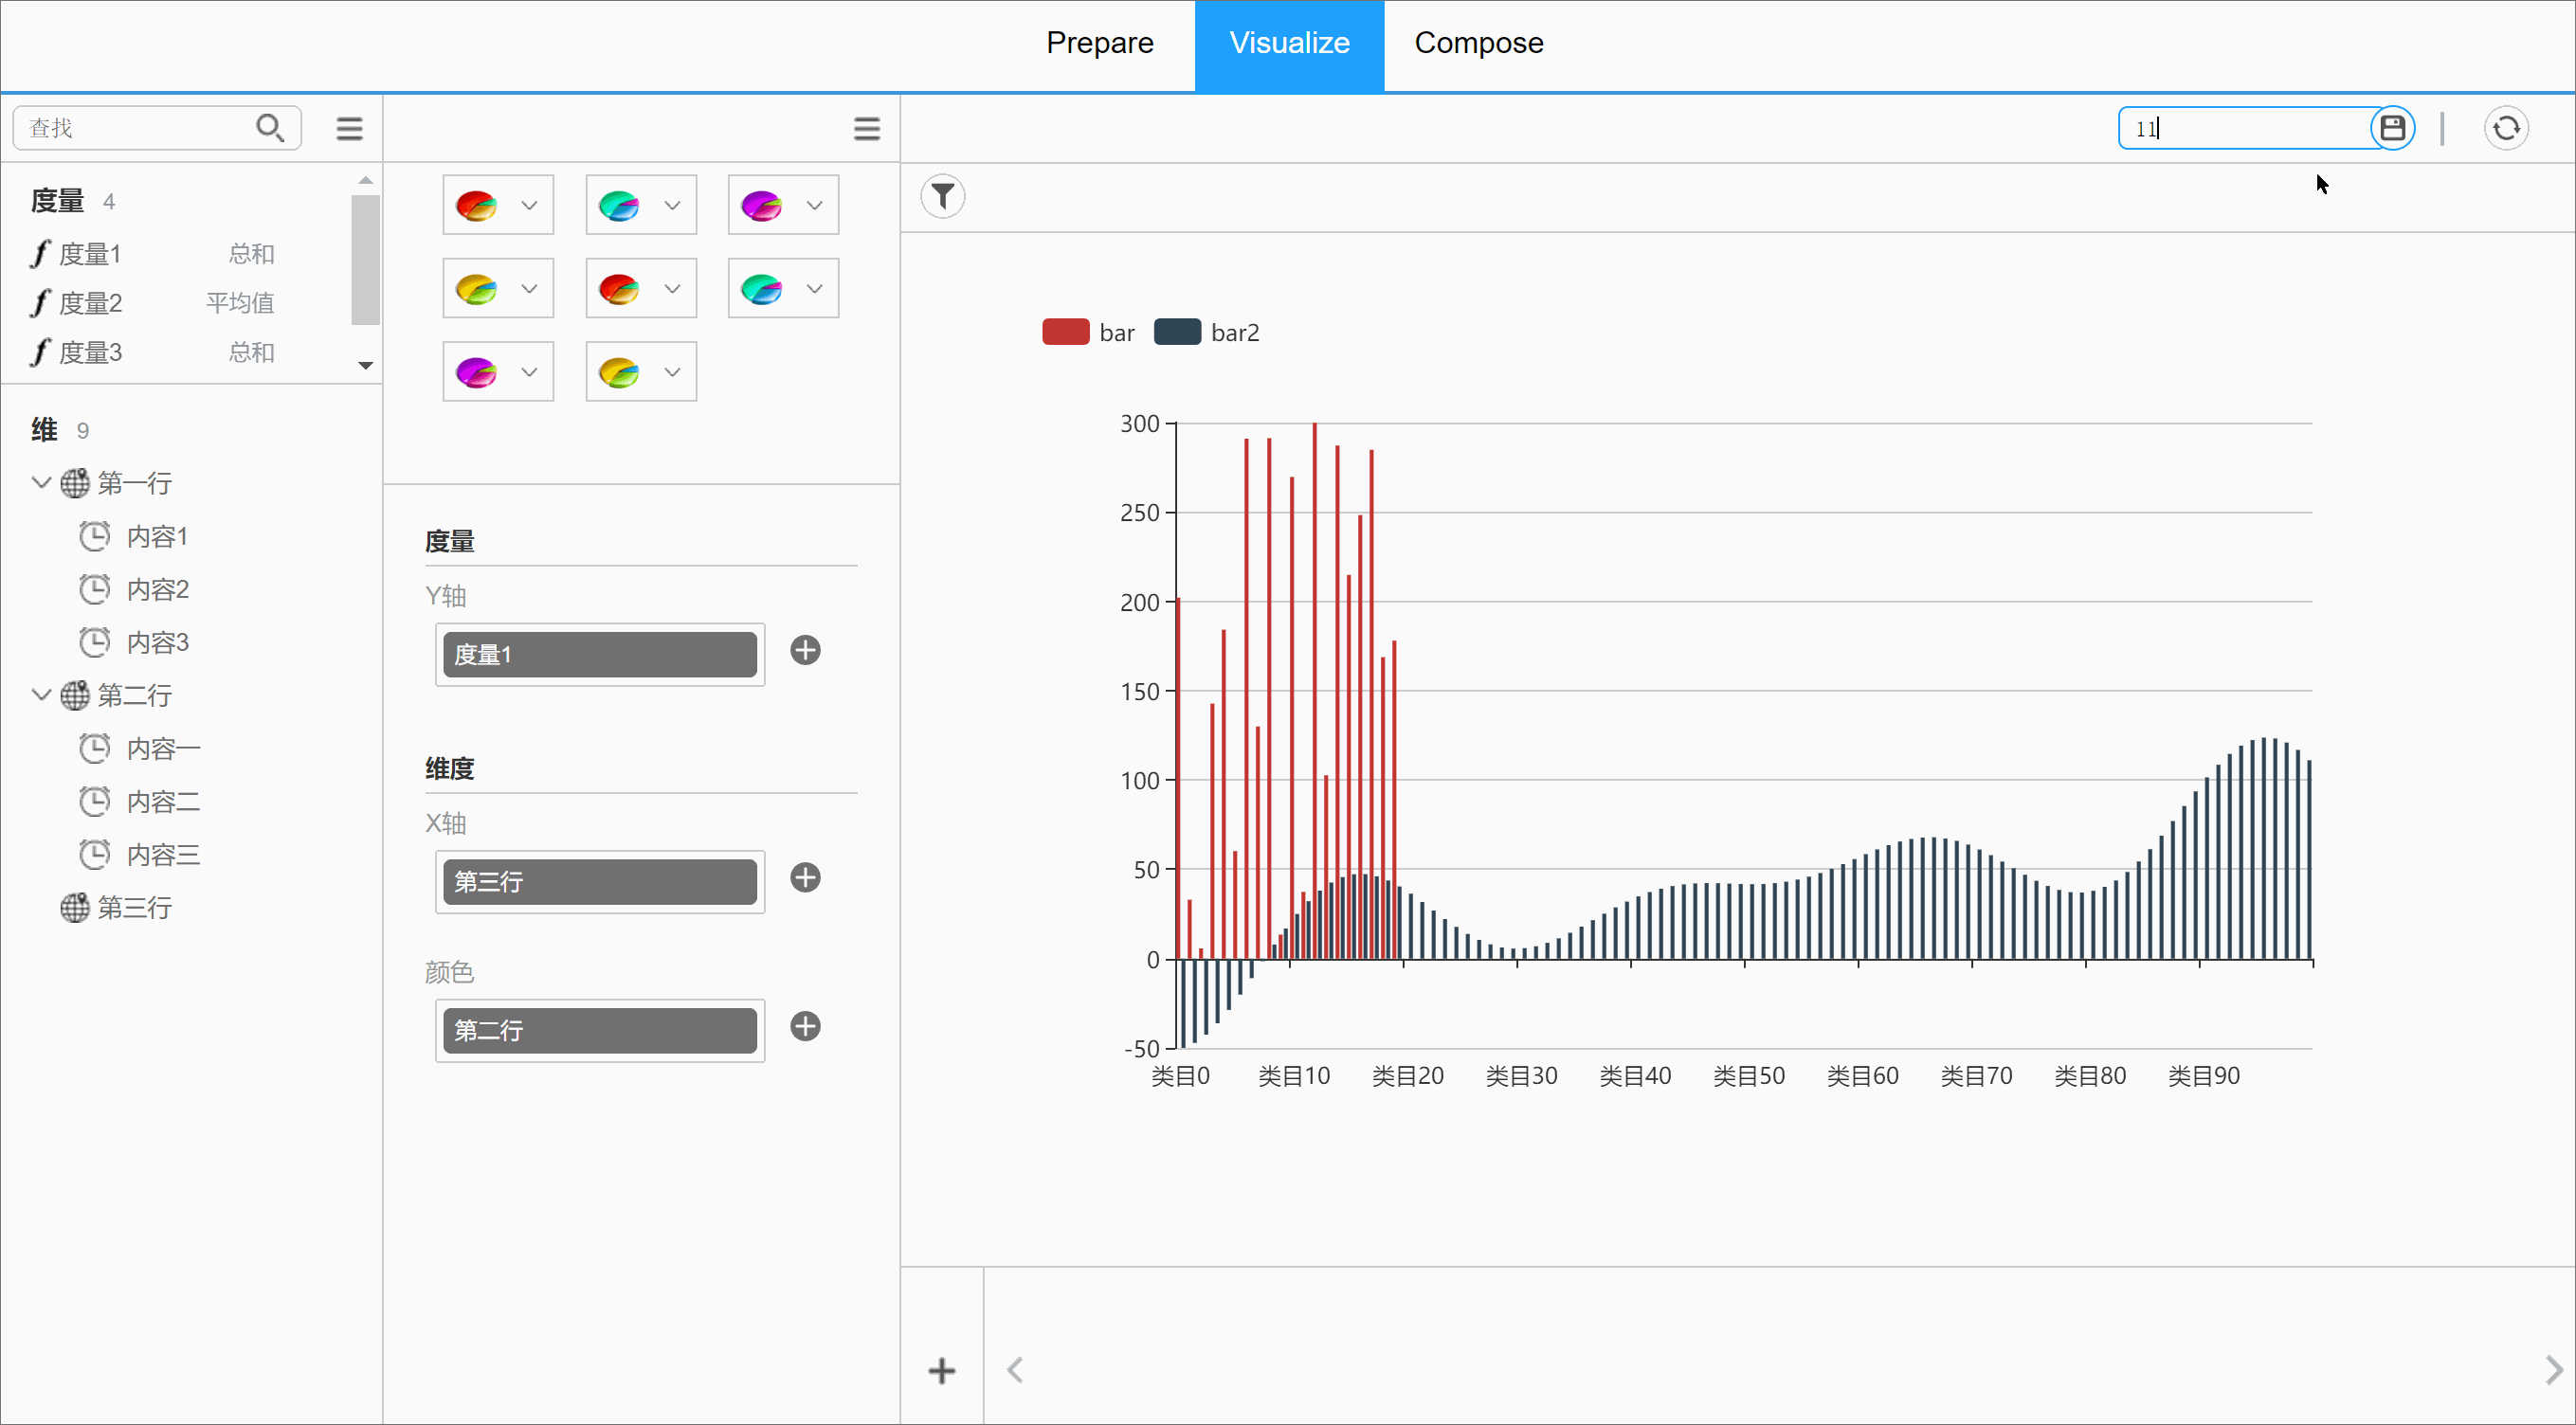 Prepare Visualize Compose
查找
11
度量 4
度量1 总和
度量2 平均值
度量3 总和
维 9
第一行
内容1
内容2
内容3
第二行
内容一
内容二
内容三
第三行
度量
Y轴
度量1
维度
X轴
第三行
颜色
第二行
bar bar2
300
250
200
150
100
50
0
-50
类目0 类目10 类目20 类目30 类目40 类目50 类目60 类目70 类目80 类目90